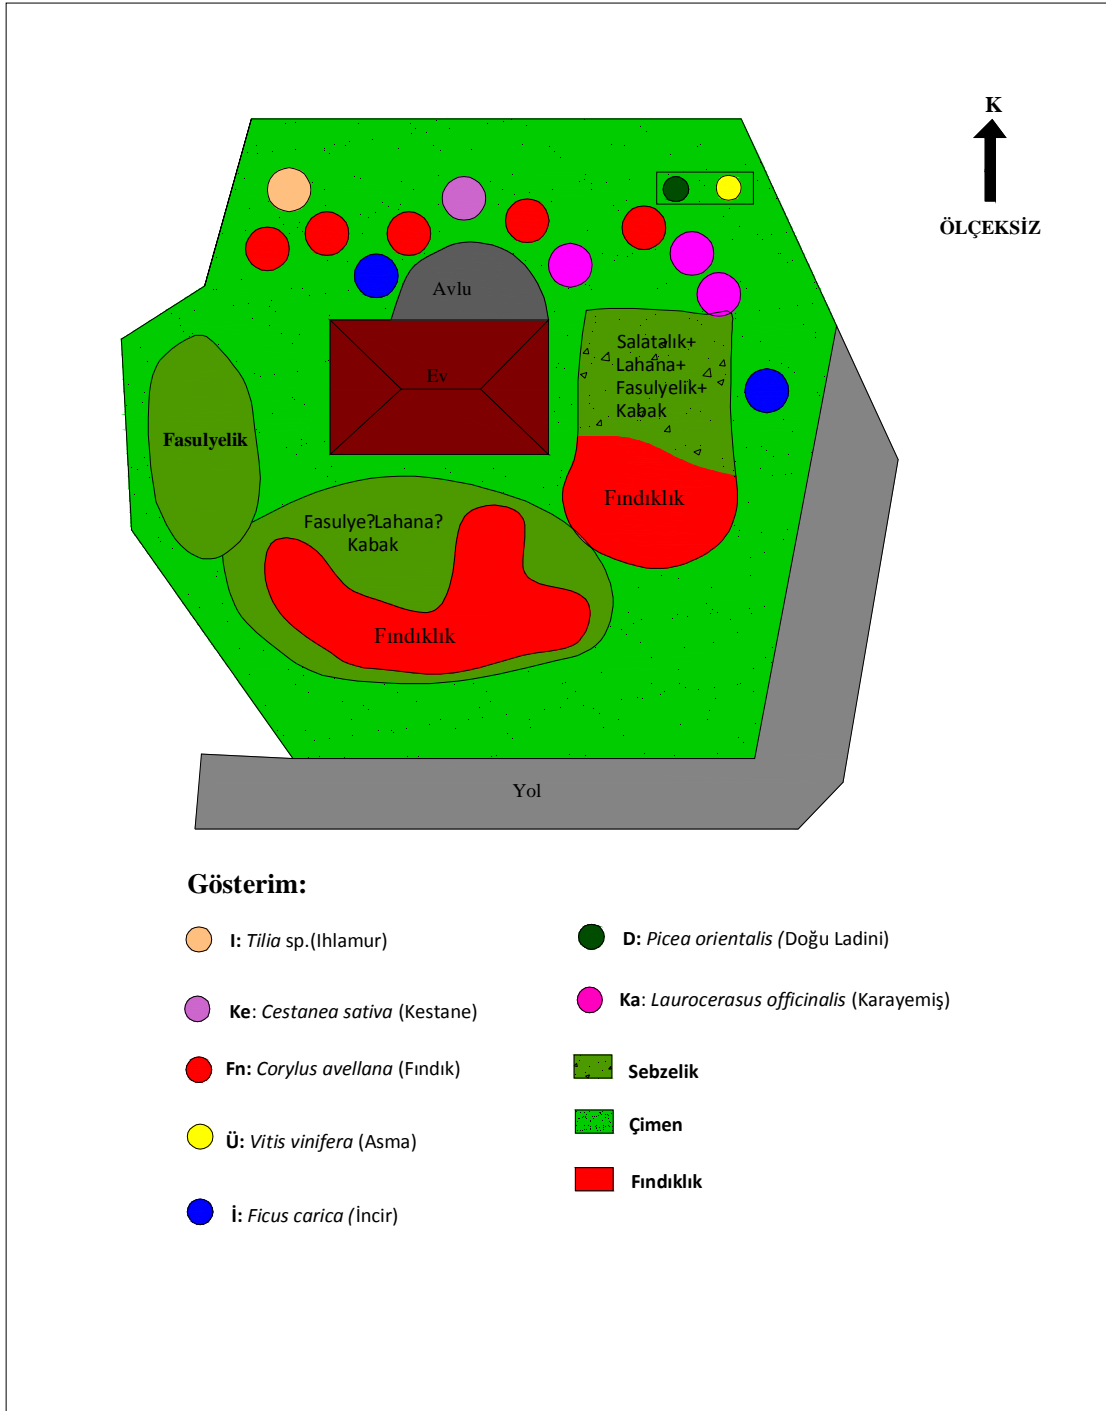 K
ÖLÇEKSİZ
Avlu
Ev
Salatalık+
Lahana+
Fasulyelik+
Kabak
Fasulyelik
Fındıklık
Fasulye?Lahana?
Kabak
Fındıklık
Yol
Gösterim:
I: Tilia sp.(Ihlamur)
Ke: Cestanea sativa (Kestane)
Fn: Corylus avellana (Fındık)
Ü: Vitis vinifera (Asma)
İ: Ficus carica (İncir)
D: Picea orientalis (Doğu Ladini)
Ka: Laurocerasus officinalis (Karayemiş)
Sebzelik
Çimen
Fındıklık